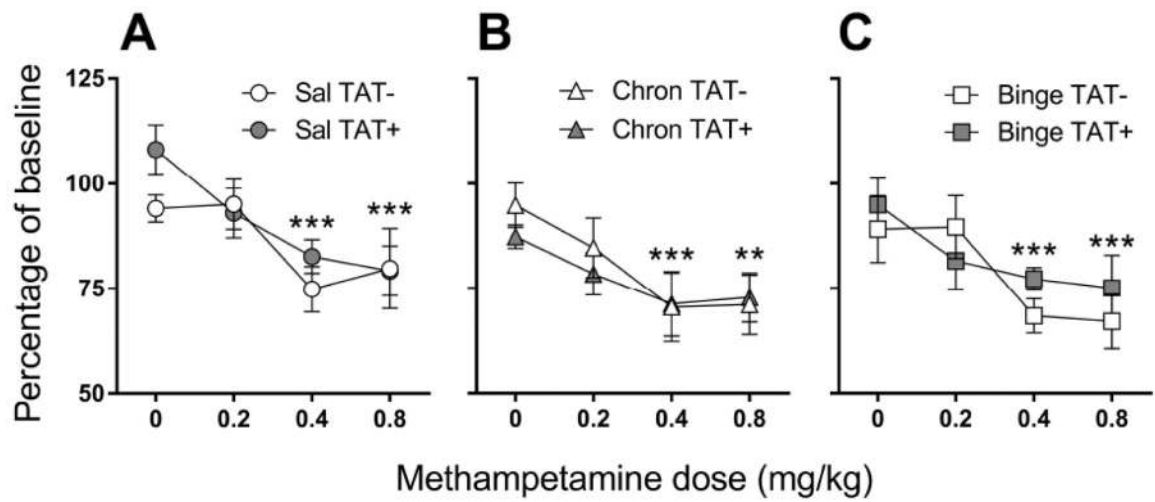 A
B
C
Percentage of baseline
125
100
75
50
Sal TAT-
Sal TAT+
***
***
0
0.2
0.4
0.8
Chron TAT-
Chron TAT+
***
**
0
0.2
0.4
0.8
Binge TAT-
Binge TAT+
***
***
0
0.2
0.4
0.8
Methampetamine dose (mg/kg)